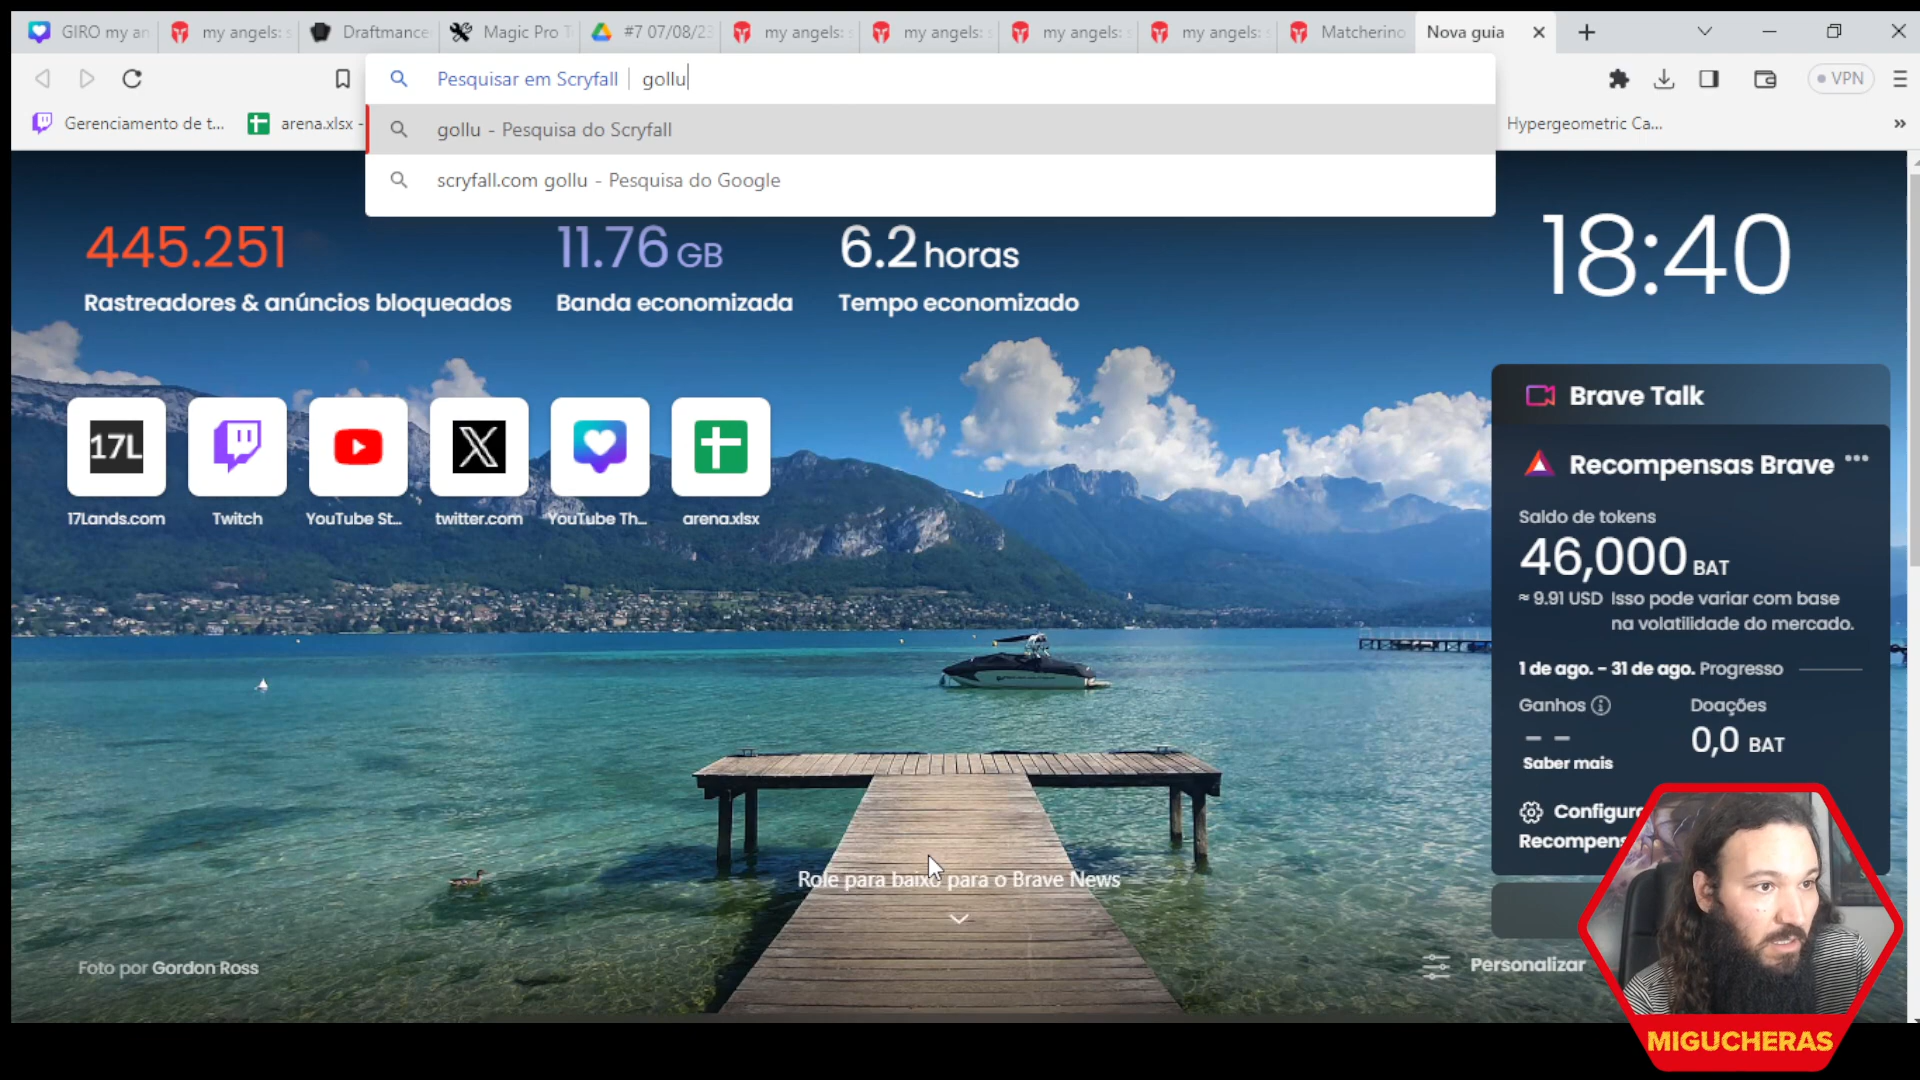 GIRO my an
my angels: s
Draftmance
Magic Pro T
#7 07/08/23
my angels:
my angels:
my angels:
my angels:
Matcherino
Nova guia
Pesquisar em Scryfall
gollu
VPN
Gerenciamento de t...
arena.xlsx -
gollu - Pesquisa do Scryfall
Hypergeometric Ca...
scryfall.com gollu - Pesquisa do Google
445.251
Rastreadores & anúncios bloqueados
11.76 GB
Banda economizada
6.2 horas
Tempo economizado
18:40
17L
17Lands.com
Twitch
YouTube St...
twitter.com
YouTube Th...
arena.xlsx
Brave Talk
Recompensas Brave
Saldo de tokens
46,000 BAT
≈ 9.91 USD Isso pode variar com base
na volatilidade do mercado.
1 de ago. - 31 de ago. Progresso
Ganhos
Doações
– –
0,0 BAT
Saber mais
Configur
Recompens
Role para baixo para o Brave News
Foto por Gordon Ross
Personalizar
MIGUCHERAS